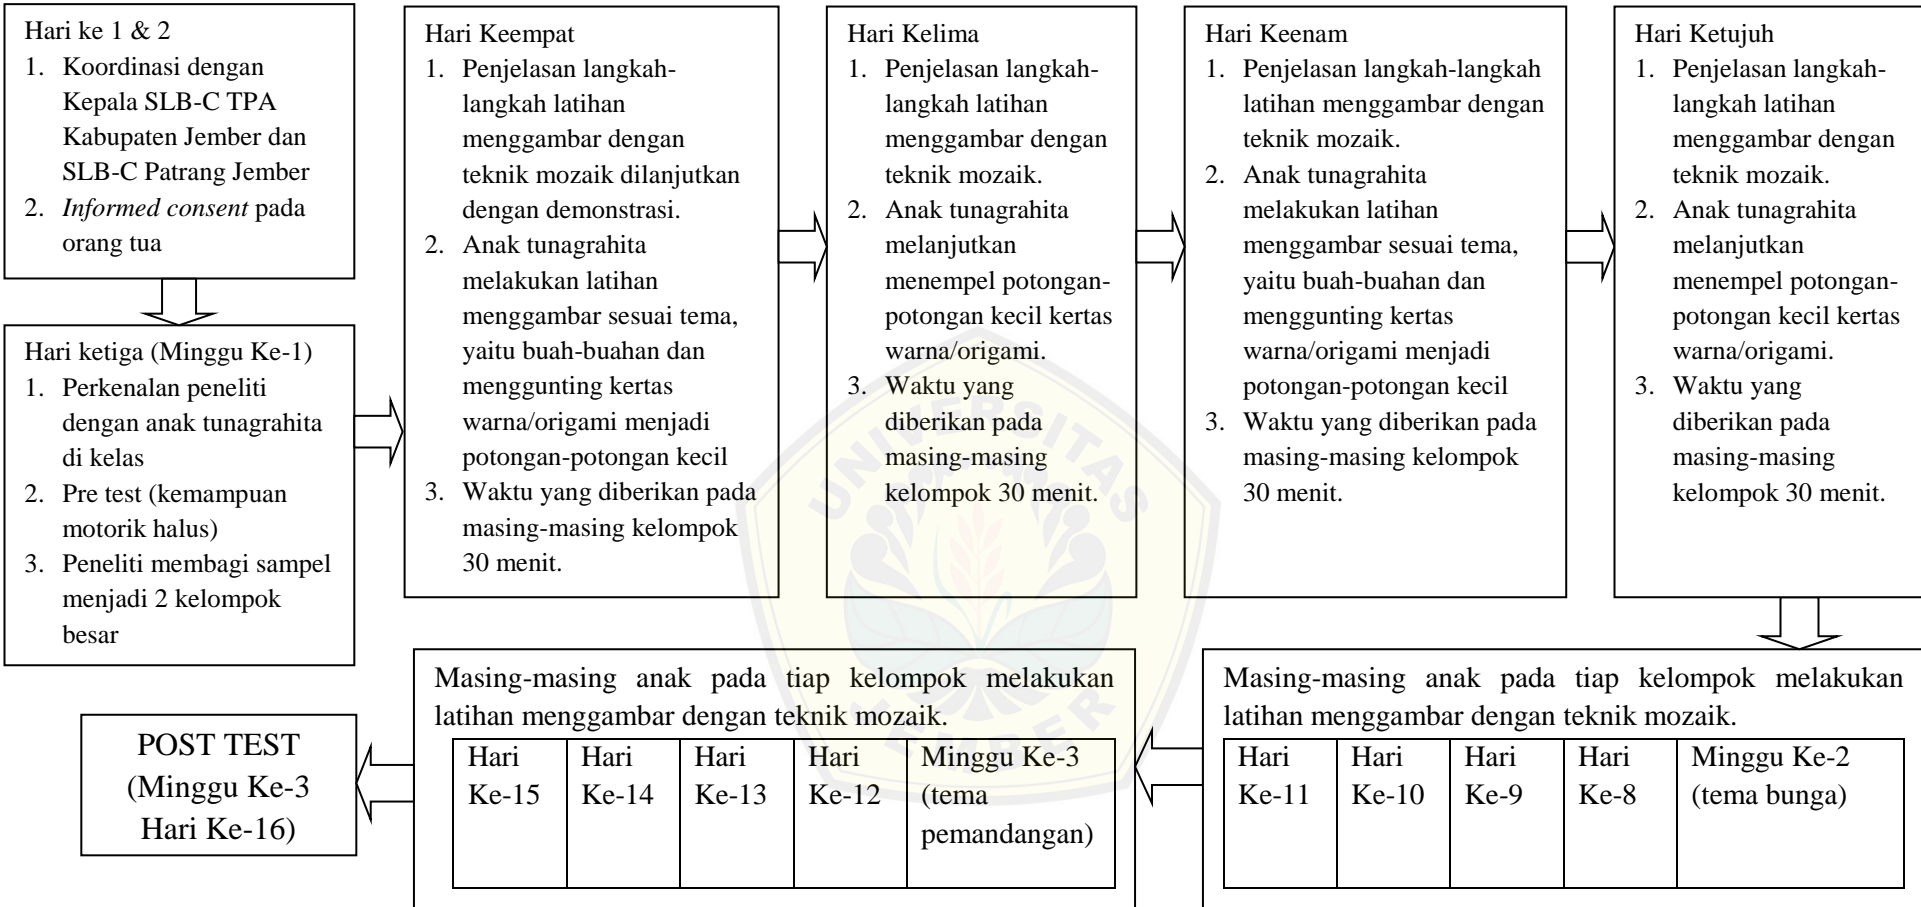 Hari ke 1 & 2
1. Koordinasi dengan
Kepala SLB-C TPA
Kabupaten Jember dan
SLB-C Patrang Jember
2. Informed consent pada
orang tua
Hari ketiga (Minggu Ke-1)
1. Perkenalan peneliti
dengan anak tunagrahita
di kelas
2. Pre test (kemampuan
motorik halus)
3. Peneliti membagi sampel
menjadi 2 kelompok
besar
Hari Keempat
1. Penjelasan langkah-
langkah latihan
menggambar dengan
teknik mozaik dilanjutkan
dengan demonstrasi.
2. Anak tunagrahita
melakukan latihan
menggambar sesuai tema,
yaitu buah-buahan dan
menggunting kertas
warna/origami menjadi
potongan-potongan kecil
3. Waktu yang diberikan pada
masing-masing kelompok
30 menit.
Hari Kelima
1. Penjelasan langkah-
langkah latihan
menggambar dengan
teknik mozaik.
2. Anak tunagrahita
melanjutkan
menempel potongan-
potongan kecil kertas
warna/origami.
3. Waktu yang
diberikan pada
masing-masing
kelompok 30 menit.
Hari Keenam
1. Penjelasan langkah-langkah
latihan menggambar dengan
teknik mozaik.
2. Anak tunagrahita
melakukan latihan
menggambar sesuai tema,
yaitu buah-buahan dan
menggunting kertas
warna/origami menjadi
potongan-potongan kecil
3. Waktu yang diberikan pada
masing-masing kelompok
30 menit.
Hari Ketujuh
1. Penjelasan langkah-
langkah latihan
menggambar dengan
teknik mozaik.
2. Anak tunagrahita
melanjutkan
menempel potongan-
potongan kecil kertas
warna/origami.
3. Waktu yang
diberikan pada
masing-masing
kelompok 30 menit.
Masing-masing anak pada tiap kelompok melakukan
latihan menggambar dengan teknik mozaik.
Hari Hari Hari Hari Minggu Ke-2
Ke-11 Ke-10 Ke-9 Ke-8 (tema bunga)
Masing-masing anak pada tiap kelompok melakukan
latihan menggambar dengan teknik mozaik.
Hari Hari Hari Hari Minggu Ke-3
Ke-15 Ke-14 Ke-13 Ke-12 (tema
pemandangan)
POST TEST
(Minggu Ke-3
Hari Ke-16)
UNIVERSITAS
JEMBER